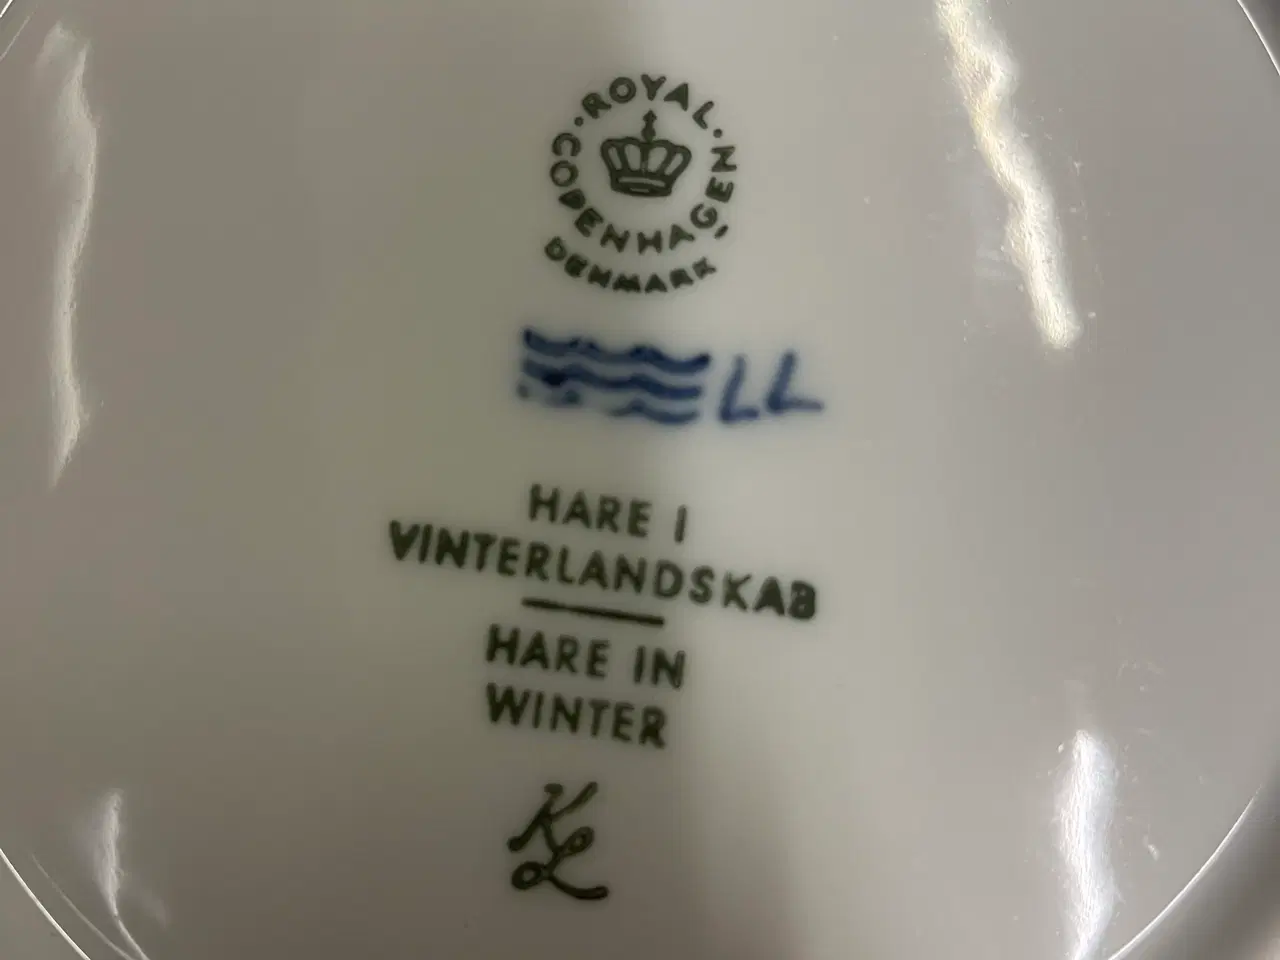 ROYAL
COPENHAGEN
DENMARK
LL
HARE I
VINTERLANDSKAB
HARE IN
WINTER
KL